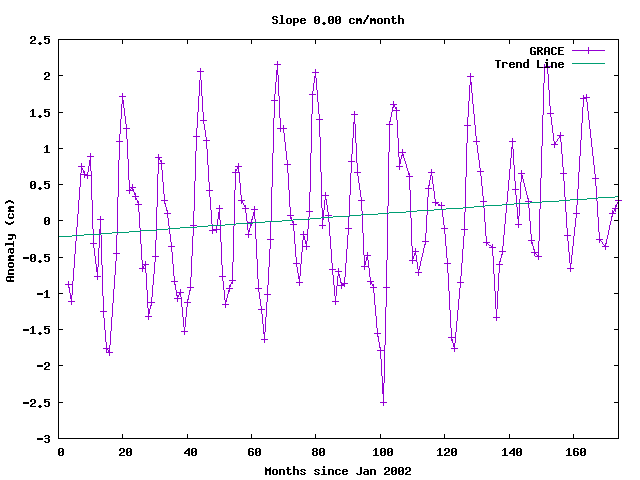 Slope 0.00 cm/month
GRACE
Trend Line
2.5
2
1.5
1
0.5
0
-0.5
-1
-1.5
-2
-2.5
-3
Anomaly (cm)
0 20 40 60 80 100 120 140 160
Months since Jan 2002